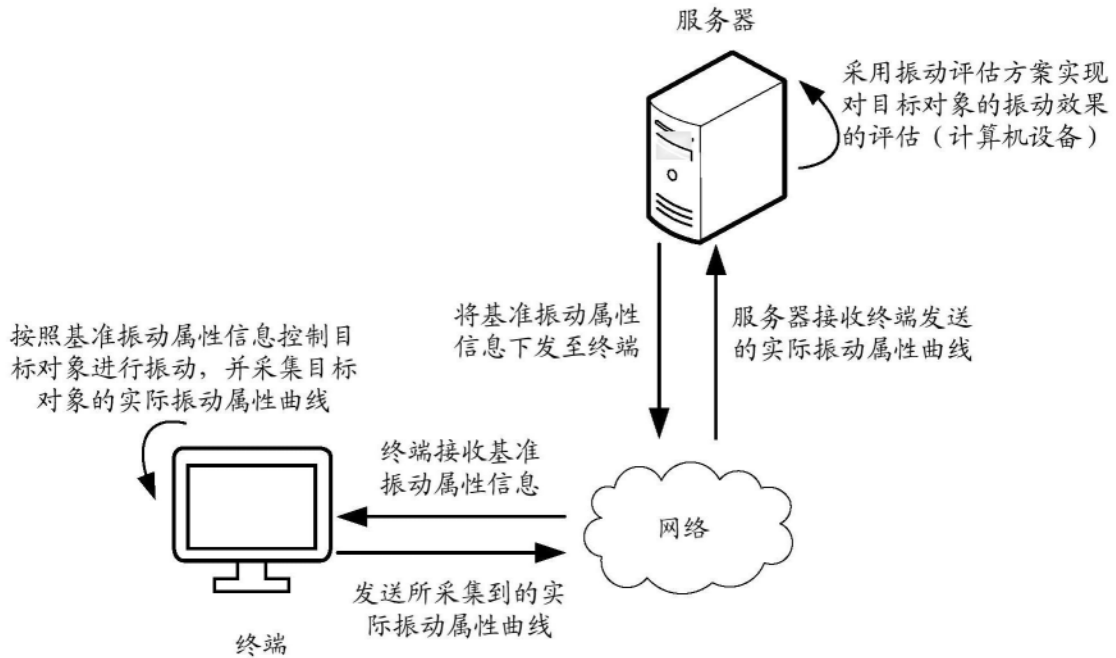 服务器
采用振动评估方案实现
对目标对象的振动效果
的评估（计算机设备）
将基准振动属性
信息下发至终端
服务器接收终端发送
的实际振动属性曲线
按照基准振动属性信息控制目
标对象进行振动，并采集目标
对象的实际振动属性曲线
终端接收基准
振动属性信息
网络
发送所采集到的实
际振动属性曲线
终端